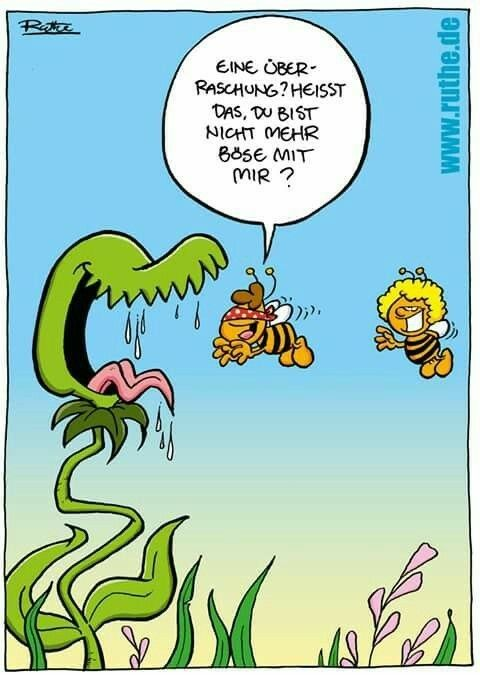 Ruthe
EINE ÜBER-
RASCHUNG? HEISST
DAS, DU BIST
NICHT MEHR
BÖSE MIT
MIR?
www.ruthe.de